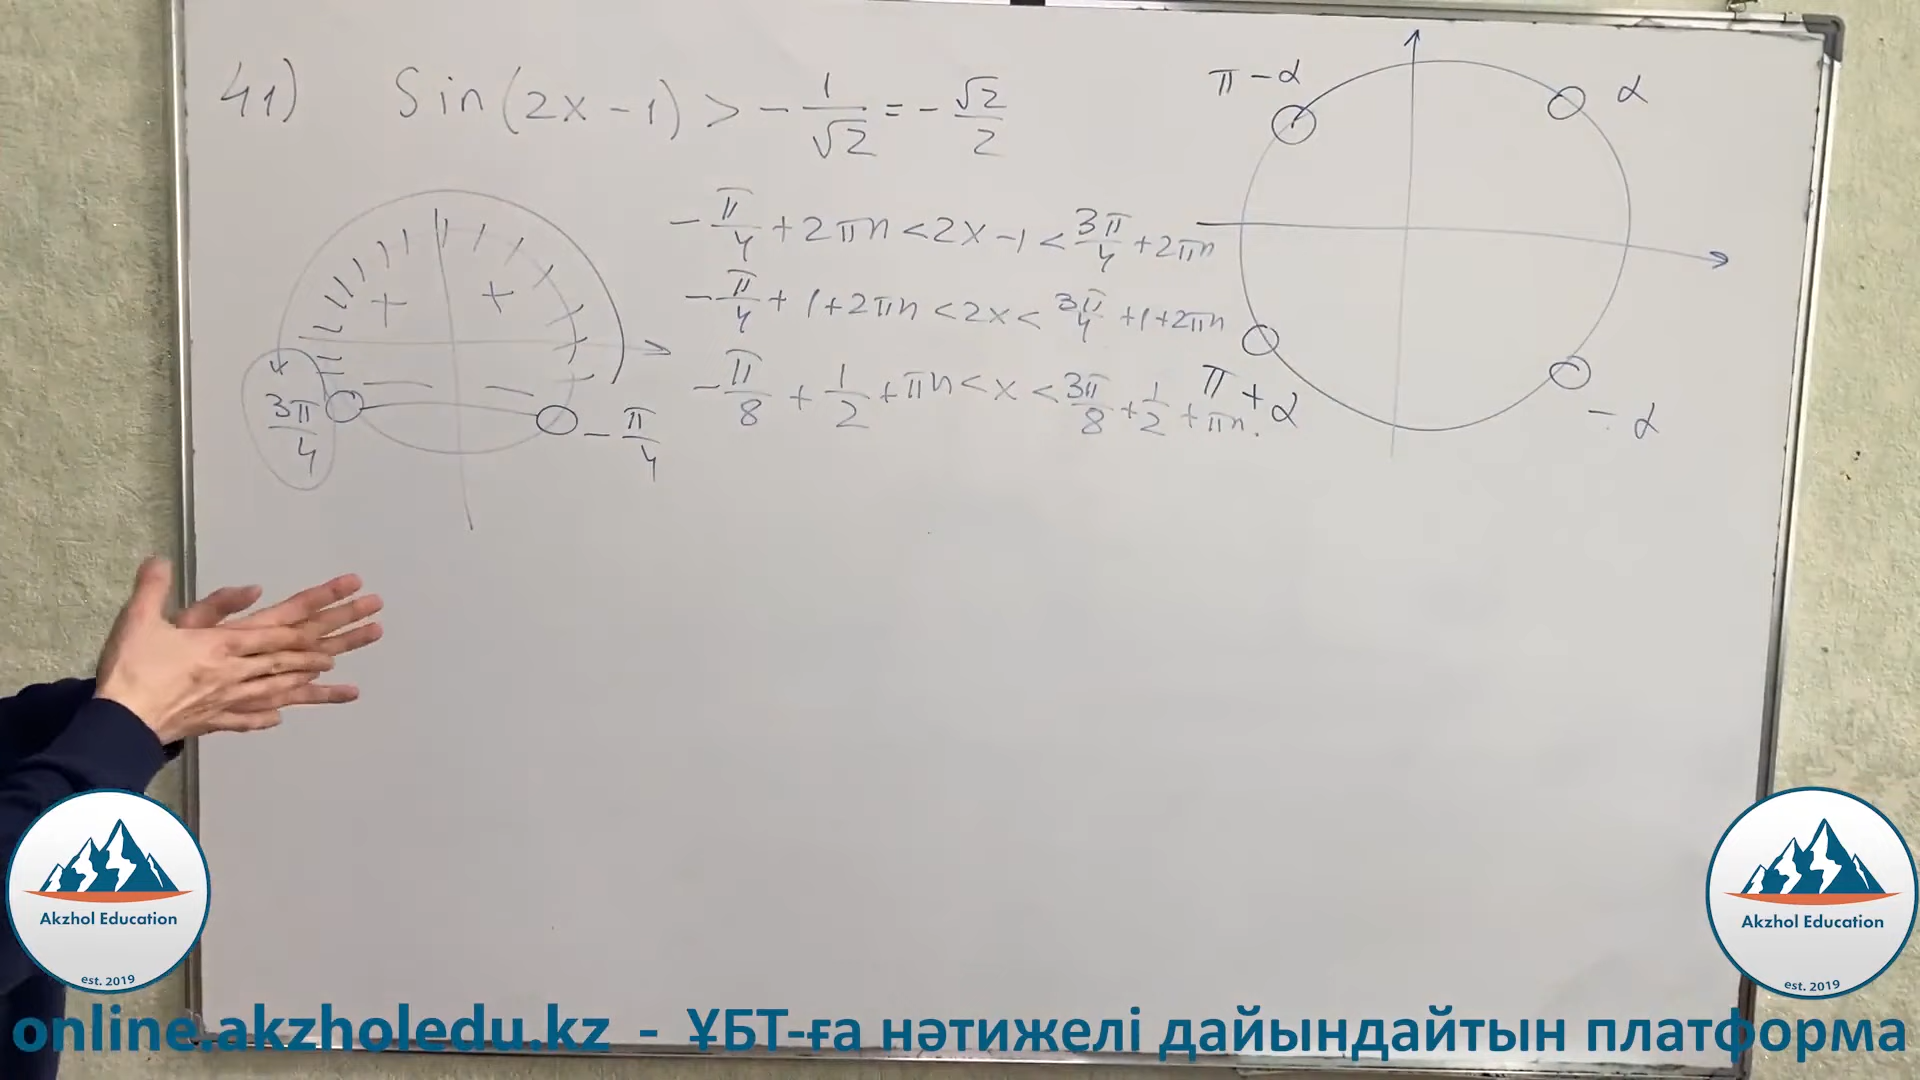 41) Sin(2x-1) > -1/√2 = -√2/2
-π/4 + 2πn < 2x-1 < 3π/4 + 2πn
-π/4 + 1 + 2πn < 2x < 3π/4 + 1 + 2πn
-π/8 + 1/2 + πn < x < 3π/8 + 1/2 + πn.
+ +
3π/4
-π/4
π-α
α
π+α
-α
Akzhol Education
est. 2019
Akzhol Education
est. 2019
online.akzholedu.kz - ҰБТ-ға нәтижелі дайындайтын платформа